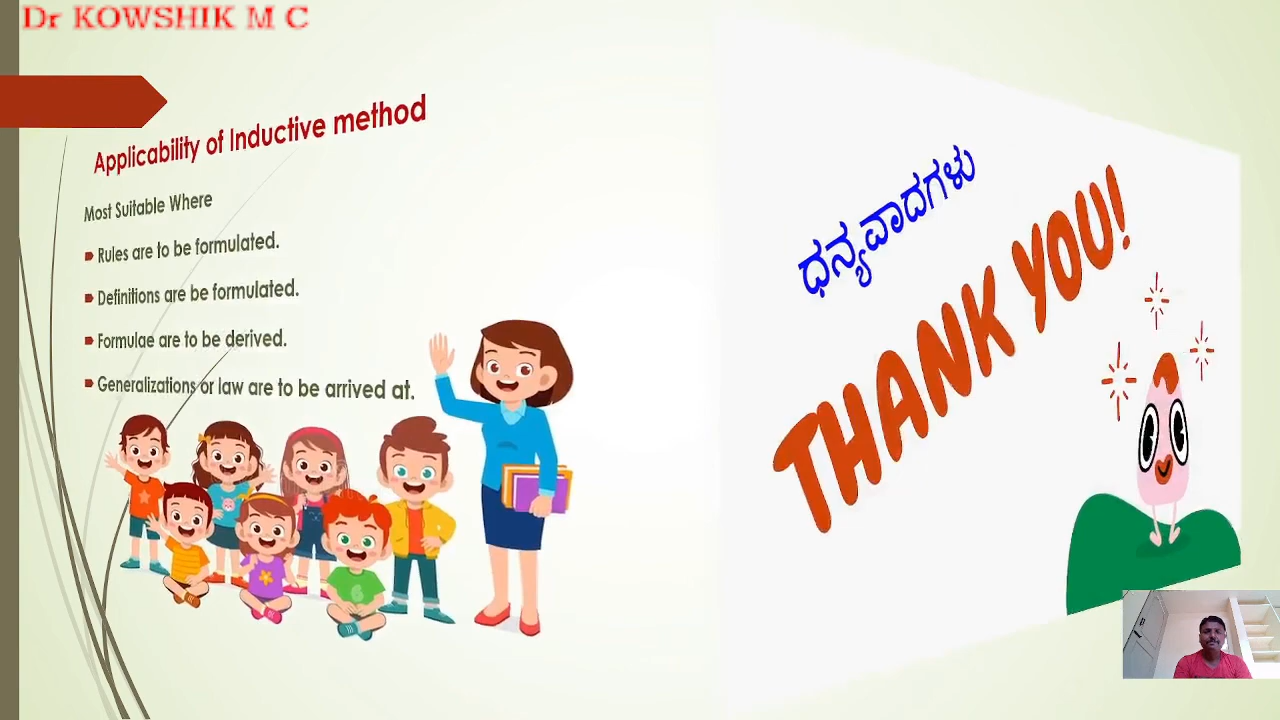 Dr KOWSHIK M C
Applicability of Inductive method
Most Suitable Where
Rules are to be formulated.
Definitions are be formulated.
Formulae are to be derived.
Generalizations or law are to be arrived at.
ಧನ್ಯವಾದಗಳು
THANK YOU!